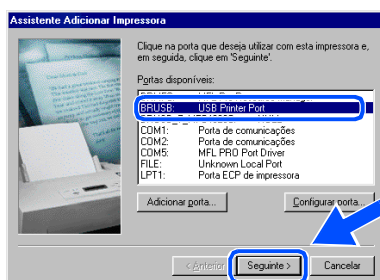 Assistente Adicionar Impressora
Clique na porta que deseja utilizar com esta impressora e,
em seguida, clique em 'Seguinte'.
Portas disponíveis:
BRUSB: USB Printer Port
COM1: Porta de comunicações
COM2: Porta de comunicações
COM5: MFL PRO Port Driver
FILE: Unknown Local Port
LPT1: Porta ECP de impressora
Adicionar porta... Configurar porta...
< Anterior Seguinte > Cancelar